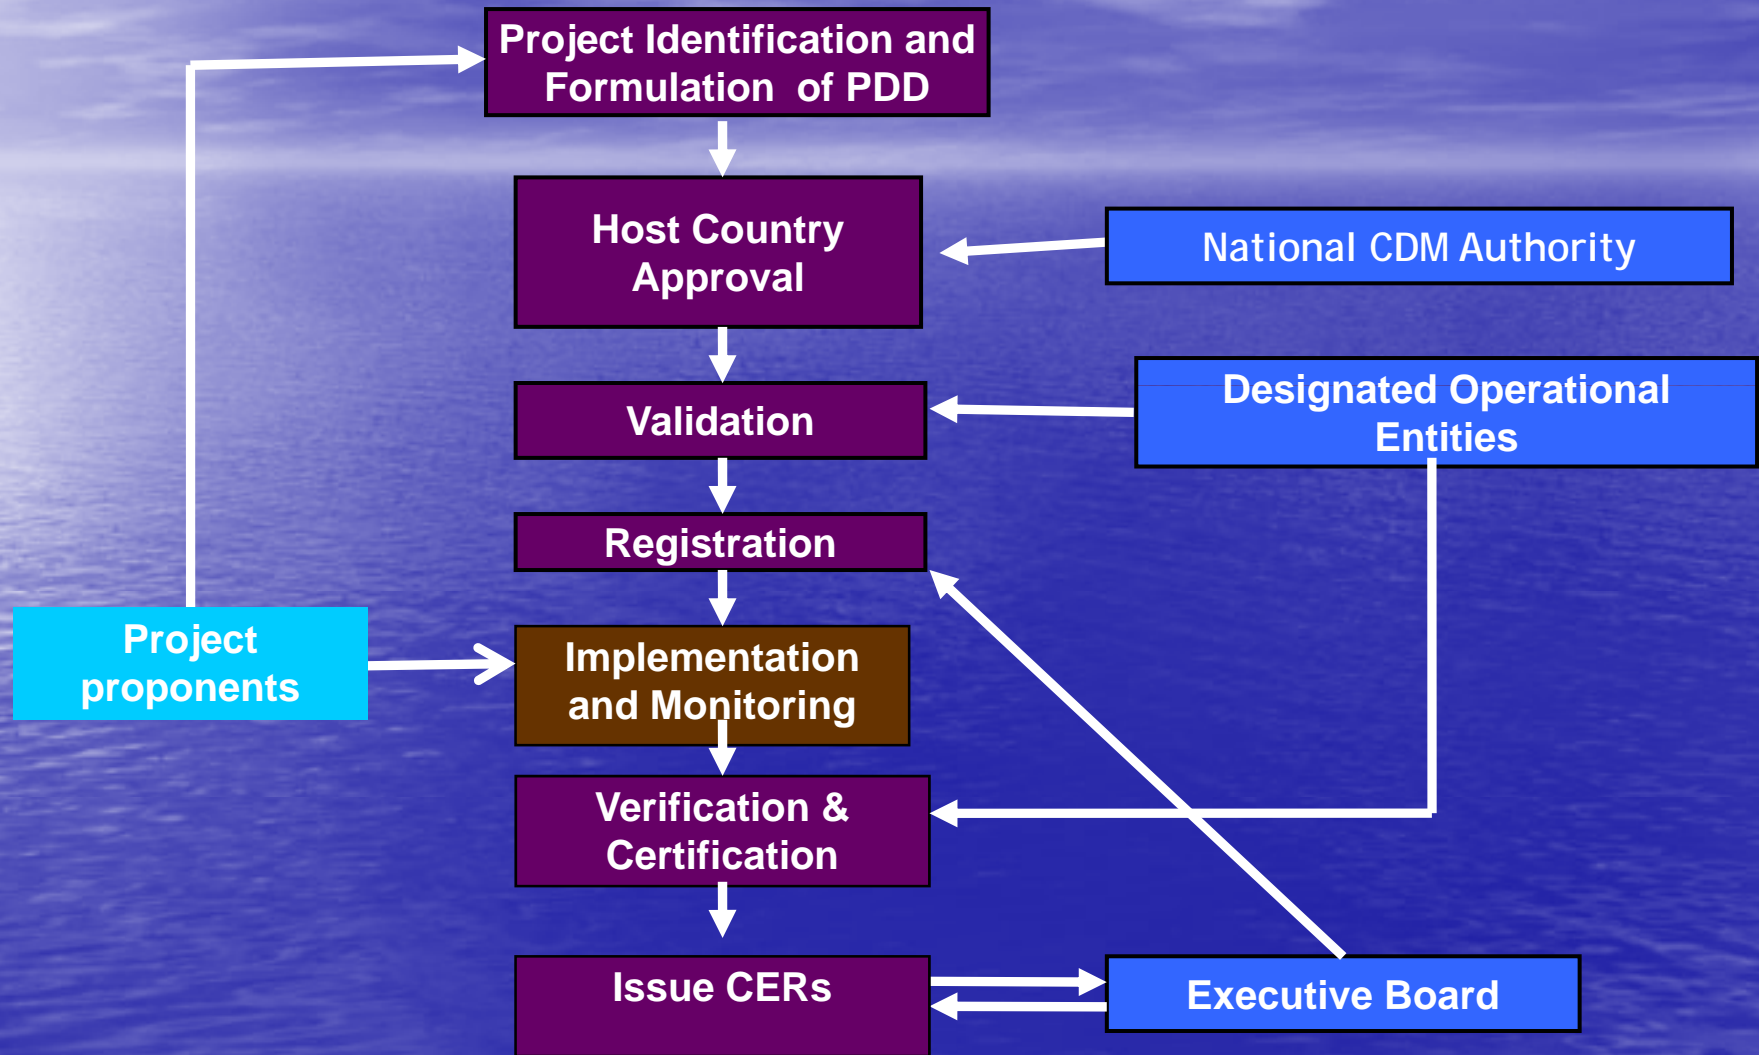 Project Identification and
Formulation of PDD
Host Country
Approval
National CDM Authority
Validation
Designated Operational
Entities
Registration
Project
proponents
Implementation
and Monitoring
Verification &
Certification
Issue CERs
Executive Board